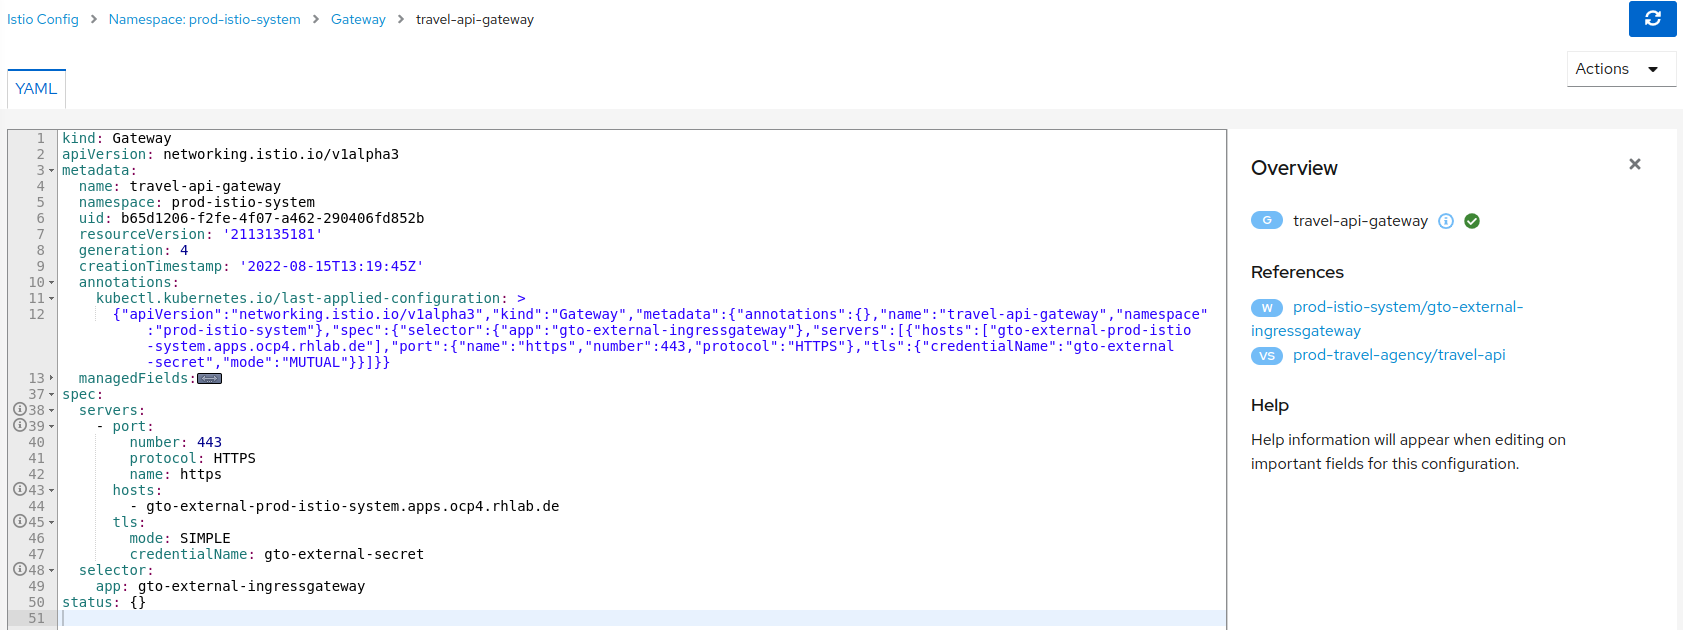 Istio Config > Namespace: prod-istio-system > Gateway > travel-api-gateway
Actions
YAML
1 kind: Gateway
2 apiVersion: networking.istio.io/v1alpha3
3 metadata:
4 name: travel-api-gateway
5 namespace: prod-istio-system
6 uid: b65d1206-f2fe-4f07-a462-290406fd852b
7 resourceVersion: '2113135181'
8 generation: 4
9 creationTimestamp: '2022-08-15T13:19:45Z'
10 annotations:
11 kubectl.kubernetes.io/last-applied-configuration: >
12 {"apiVersion":"networking.istio.io/v1alpha3","kind":"Gateway","metadata":{"annotations":{},"name":"travel-api-gateway","namespace"
:"prod-istio-system"},"spec":{"selector":{"app":"gto-external-ingressgateway"},"servers":[{"hosts":["gto-external-prod-istio
-system.apps.ocp4.rhlab.de"],"port":{"name":"https","number":443,"protocol":"HTTPS"},"tls":{"credentialName":"gto-external
-secret","mode":"MUTUAL"}}]}}
13 managedFields:
37 spec:
38 servers:
39 - port:
40 number: 443
41 protocol: HTTPS
42 name: https
43 hosts:
44 - gto-external-prod-istio-system.apps.ocp4.rhlab.de
45 tls:
46 mode: SIMPLE
47 credentialName: gto-external-secret
48 selector:
49 app: gto-external-ingressgateway
50 status: {}
51
Overview
G travel-api-gateway
References
W prod-istio-system/gto-external-
ingressgateway
VS prod-travel-agency/travel-api
Help
Help information will appear when editing on
important fields for this configuration.